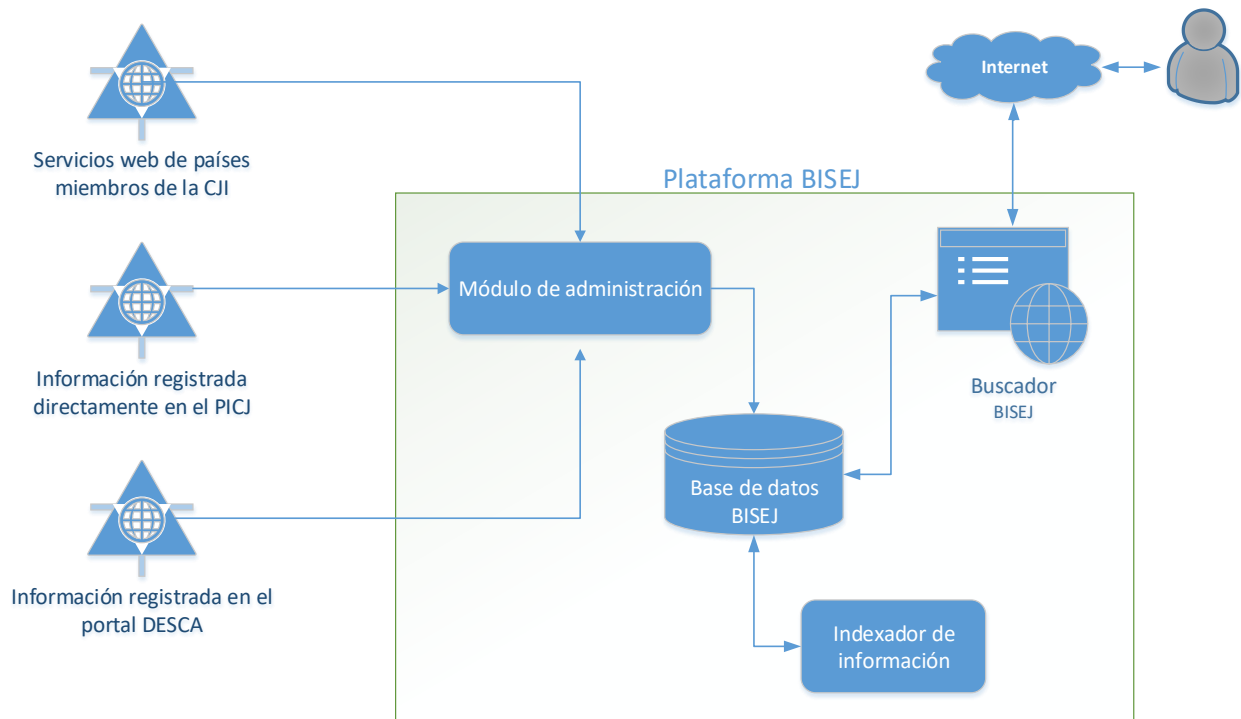 Internet
Servicios web de países
miembros de la CJI
Plataforma BISEJ
Módulo de administración
Información registrada
directamente en el PICJ
Buscador
BISEJ
Base de datos
BISEJ
Información registrada en el
portal DESCA
Indexador de
información